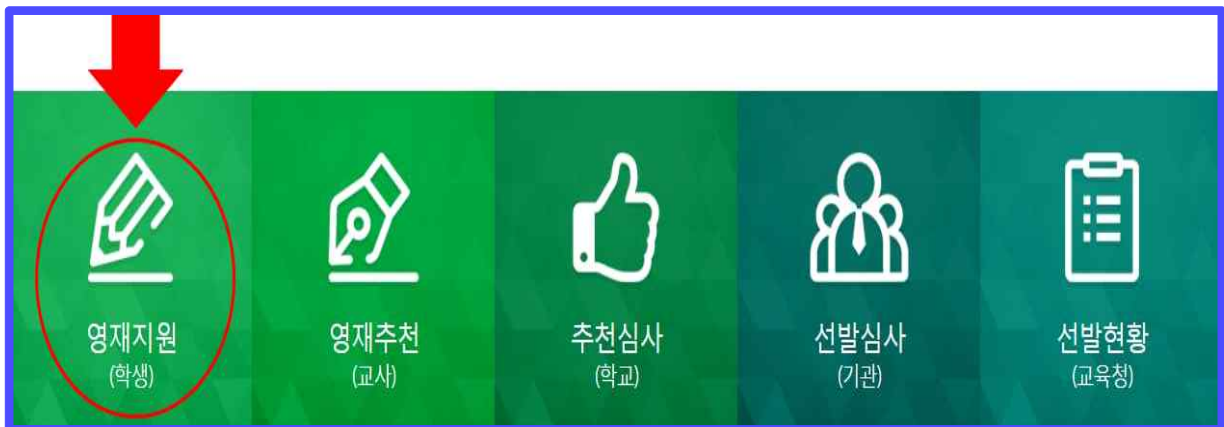 영재지원
(학생)
영재추천
(교사)
추천심사
(학교)
선발심사
(기관)
선발현황
(교육청)